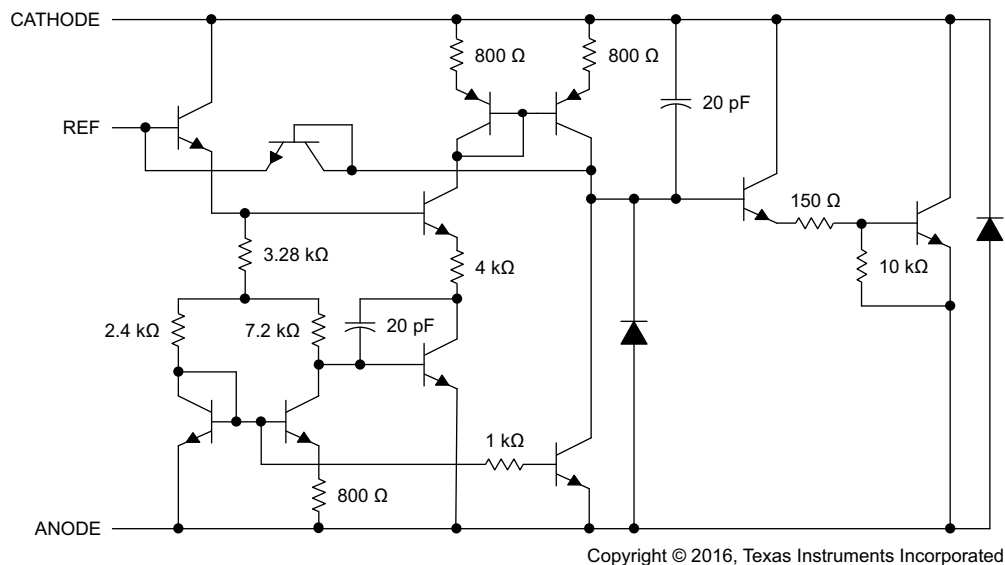 CATHODE
800 Ω
800 Ω
20 pF
REF
150 Ω
3.28 kΩ
4 kΩ
10 kΩ
2.4 kΩ
7.2 kΩ
20 pF
1 kΩ
800 Ω
ANODE
Copyright © 2016, Texas Instruments Incorporated